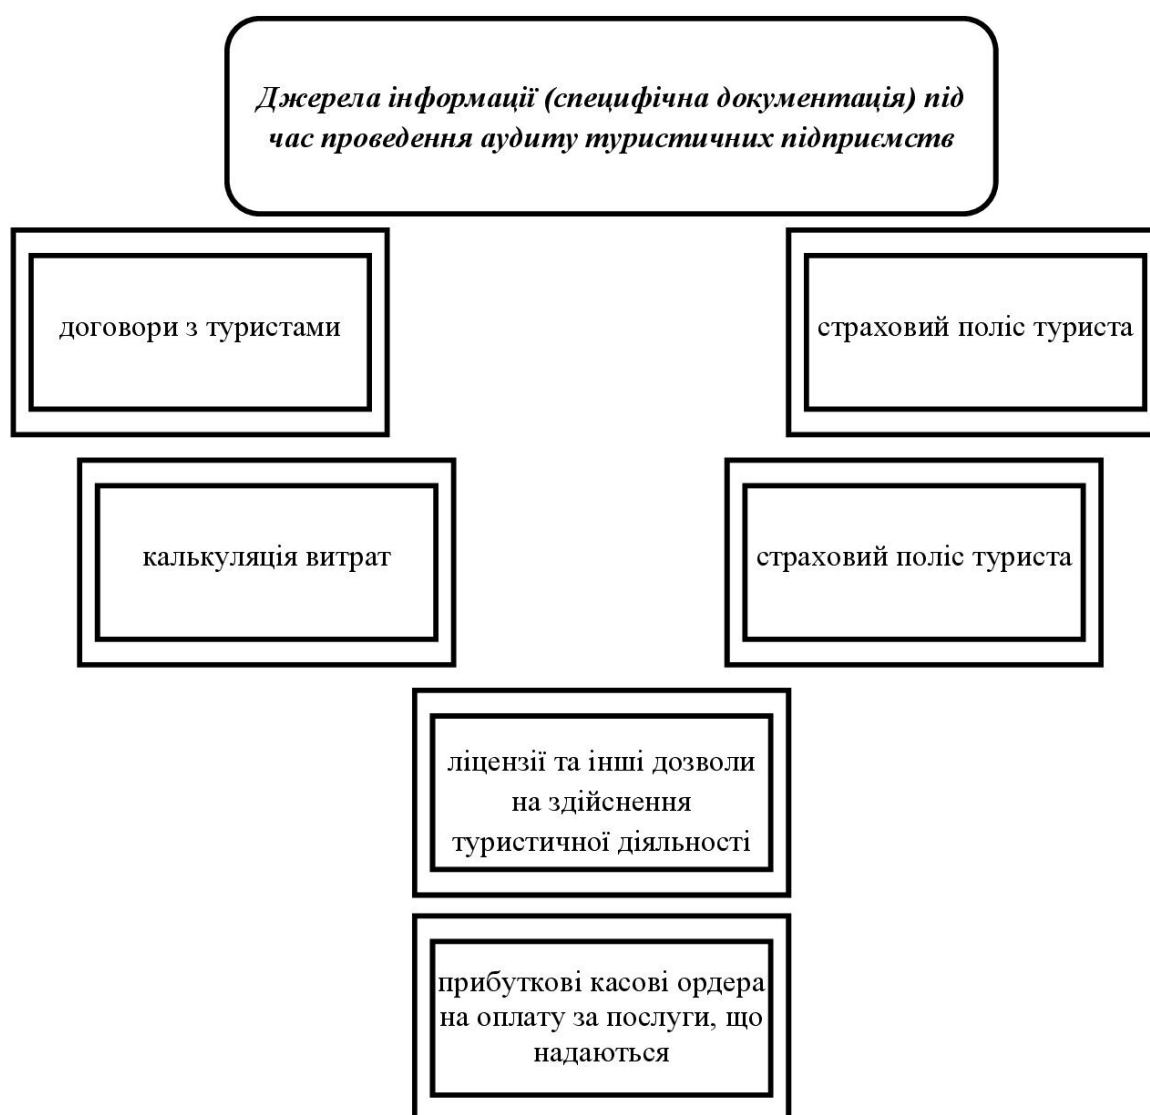 Джерела інформації (специфічна документація) під
час проведення аудиту туристичних підприємств
договори з туристами
страховий поліс туриста
калькуляція витрат
страховий поліс туриста
ліцензії та інші дозволи
на здійснення
туристичної діяльності
прибуткові касові ордера
на оплату за послуги, що
надаються